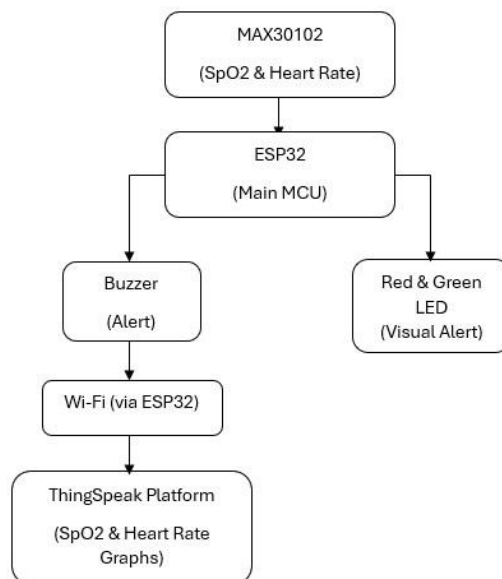 MAX30102
(SpO2 & Heart Rate)
ESP32
(Main MCU)
Buzzer
(Alert)
Red & Green
LED
(Visual Alert)
Wi-Fi (via ESP32)
ThingSpeak Platform
(SpO2 & Heart Rate
Graphs)